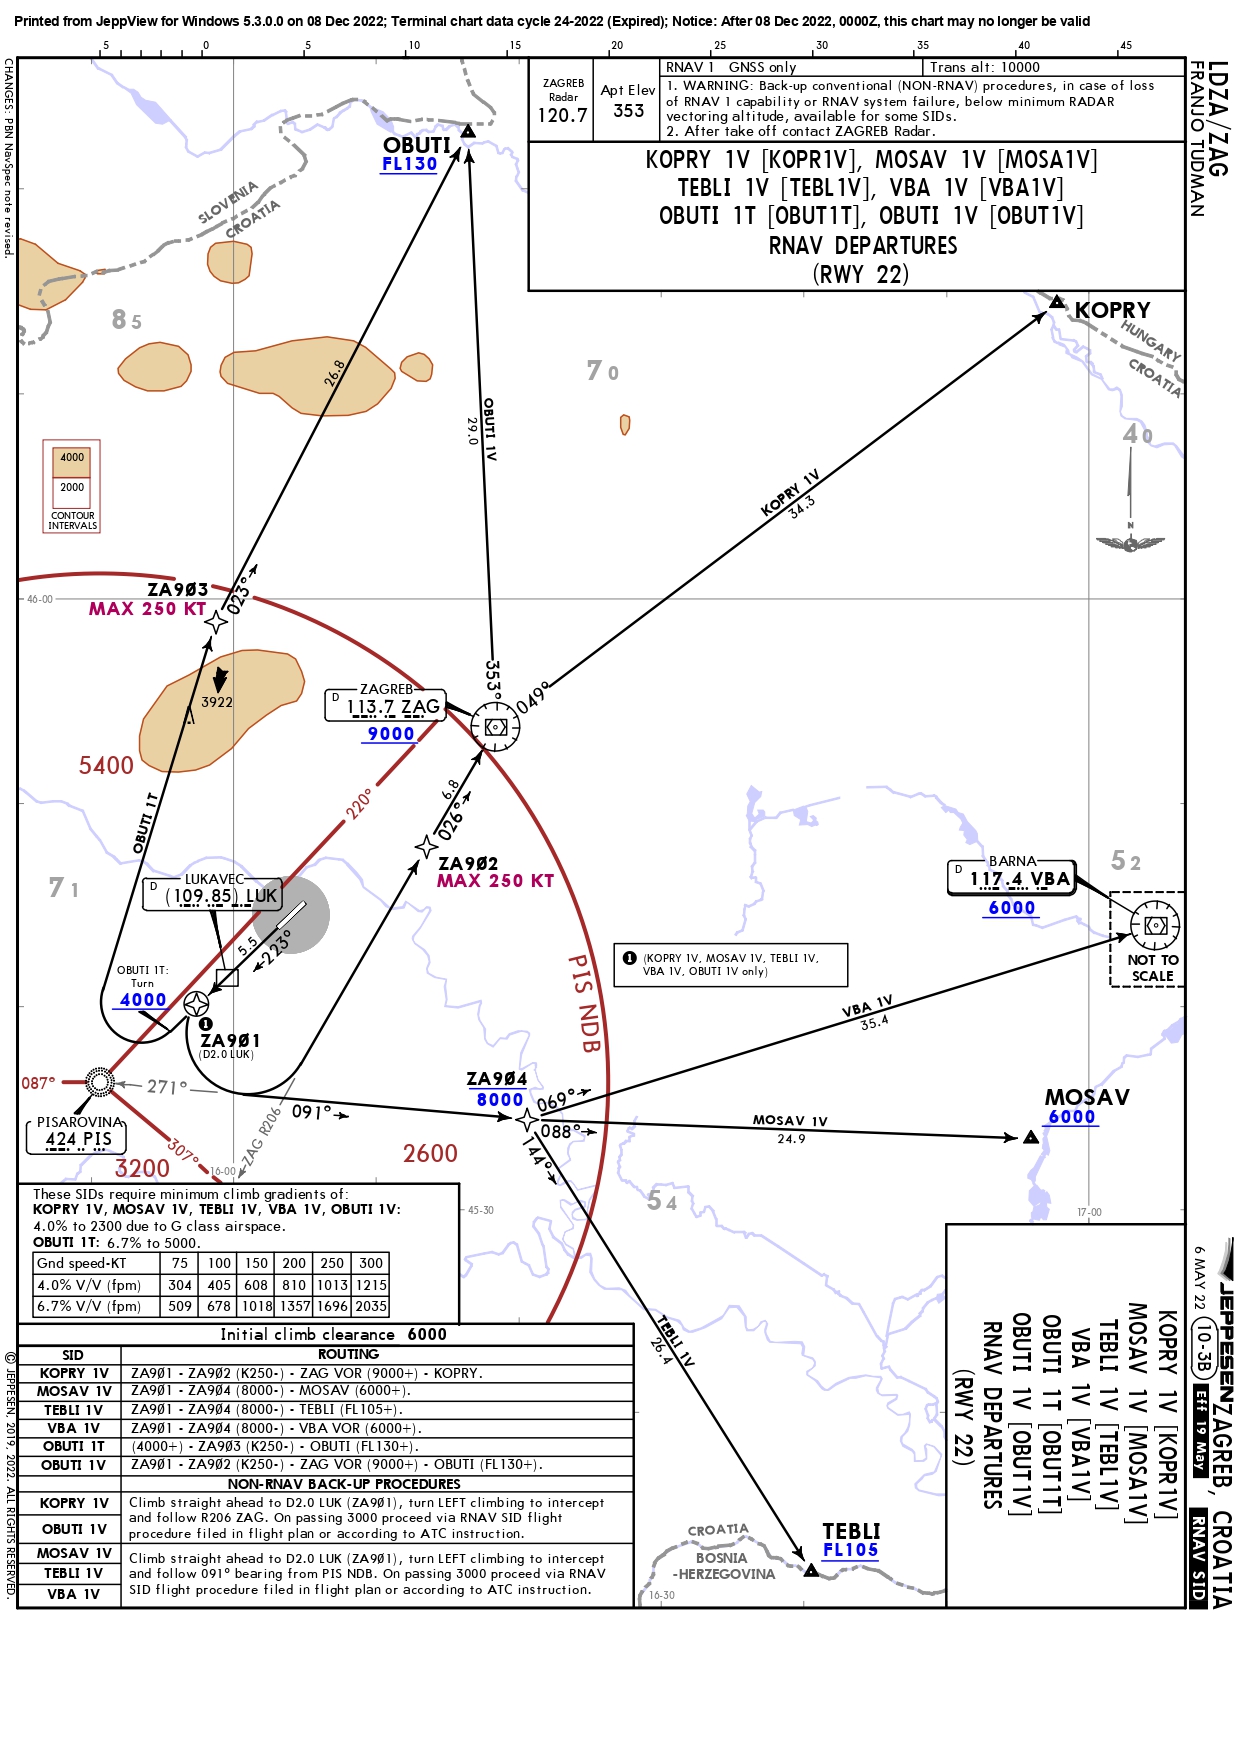 Printed from JeppView for Windows 5.3.0.0 on 08 Dec 2022; Terminal chart data cycle 24-2022 (Expired); Notice: After 08 Dec 2022, 0000Z, this chart may no longer be valid
5 0 5 10 15 20 25 30 35 40 45
CHANGES: PBN NavSpec note revised.
LDZA/ZAG
FRANJO TUDMAN
ZAGREB
Radar
120.7
Apt Elev
353
RNAV 1 GNSS only
Trans alt: 10000
1. WARNING: Back-up conventional (NON-RNAV) procedures, in case of loss
of RNAV 1 capability or RNAV system failure, below minimum RADAR
vectoring altitude, available for some SIDs.
2. After take off contact ZAGREB Radar.
KOPRY 1V [KOPR1V], MOSAV 1V [MOSA1V]
TEBLI 1V [TEBL1V], VBA 1V [VBA1V]
OBUTI 1T [OBUT1T], OBUTI 1V [OBUT1V]
RNAV DEPARTURES
(RWY 22)
OBUTI
FL130
SLOVENIA
CROATIA
85
KOPRY
HUNGARY
CROATIA
70
26.8
OBUTI 1V
29.0
40
N
4000
2000
CONTOUR
INTERVALS
KOPRY 1V
34.3
ZA9Ø3
MAX 250 KT
023°
46-00
353°
049°
ZAGREB
D
113.7 ZAG
9000
3922
5400
220°
6.8
026°
OBUTI 1T
ZA9Ø2
MAX 250 KT
71
LUKAVEC
D
(109.85) LUK
52
BARNA
D
117.4 VBA
6000
NOT TO
SCALE
5.5
223°
OBUTI 1T:
Turn
4000
1 (KOPRY 1V, MOSAV 1V, TEBLI 1V,
VBA 1V, OBUTI 1V only)
PIS NDB
1
ZA9Ø1
(D2.0 LUK)
VBA 1V
35.4
087°
271°
ZA9Ø4
8000
069°
088°
144°
091°
MOSAV 1V
24.9
MOSAV
6000
PISAROVINA
424 PIS
307°
ZAG R206
3200
2600
16-00
54
45-30
17-00
These SIDs require minimum climb gradients of:
KOPRY 1V, MOSAV 1V, TEBLI 1V, VBA 1V, OBUTI 1V:
4.0% to 2300 due to G class airspace.
OBUTI 1T: 6.7% to 5000.
Gnd speed-KT 75 100 150 200 250 300
4.0% V/V (fpm) 304 405 608 810 1013 1215
6.7% V/V (fpm) 509 678 1018 1357 1696 2035
Initial climb clearance 6000
SID ROUTING
KOPRY 1V ZA9Ø1 - ZA9Ø2 (K250-) - ZAG VOR (9000+) - KOPRY.
MOSAV 1V ZA9Ø1 - ZA9Ø4 (8000-) - MOSAV (6000+).
TEBLI 1V ZA9Ø1 - ZA9Ø4 (8000-) - TEBLI (FL105+).
VBA 1V ZA9Ø1 - ZA9Ø4 (8000-) - VBA VOR (6000+).
OBUTI 1T (4000+) - ZA9Ø3 (K250-) - OBUTI (FL130+).
OBUTI 1V ZA9Ø1 - ZA9Ø2 (K250-) - ZAG VOR (9000+) - OBUTI (FL130+).
NON-RNAV BACK-UP PROCEDURES
KOPRY 1V
OBUTI 1V
Climb straight ahead to D2.0 LUK (ZA9Ø1), turn LEFT climbing to intercept
and follow R206 ZAG. On passing 3000 proceed via RNAV SID flight
procedure filed in flight plan or according to ATC instruction.
MOSAV 1V
TEBLI 1V
VBA 1V
Climb straight ahead to D2.0 LUK (ZA9Ø1), turn LEFT climbing to intercept
and follow 091° bearing from PIS NDB. On passing 3000 proceed via RNAV
SID flight procedure filed in flight plan or according to ATC instruction.
TEBLI 1V
26.4
TEBLI
FL105
CROATIA
BOSNIA
-HERZEGOVINA
16-30
KOPRY 1V [KOPR1V]
MOSAV 1V [MOSA1V]
TEBLI 1V [TEBL1V]
VBA 1V [VBA1V]
OBUTI 1T [OBUT1T]
OBUTI 1V [OBUT1V]
RNAV DEPARTURES
(RWY 22)
JEPPESEN
6 MAY 22
10-3B
Eff 19 May
ZAGREB, CROATIA
RNAV SID
© JEPPESEN, 2019, 2022. ALL RIGHTS RESERVED.